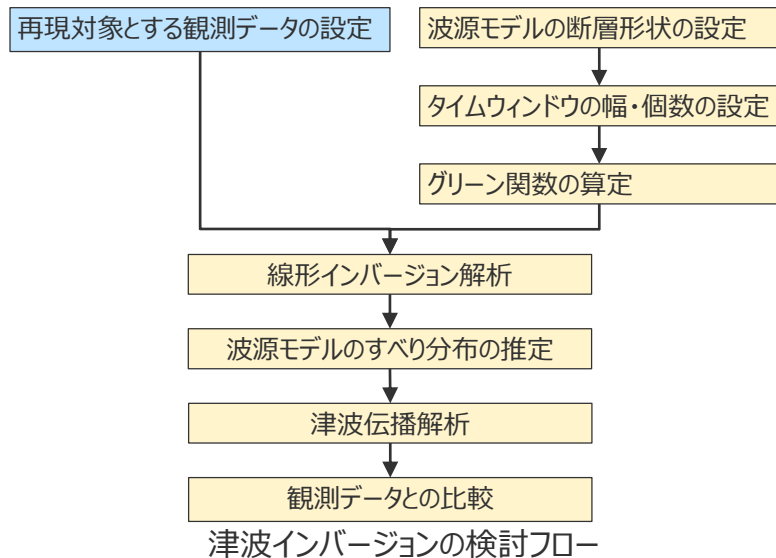 再現対象とする観測データの設定
波源モデルの断層形状の設定
タイムウィンドウの幅・個数の設定
グリーン関数の算定
線形インバージョン解析
波源モデルのすべり分布の推定
津波伝播解析
観測データとの比較
津波インバージョンの検討フロー